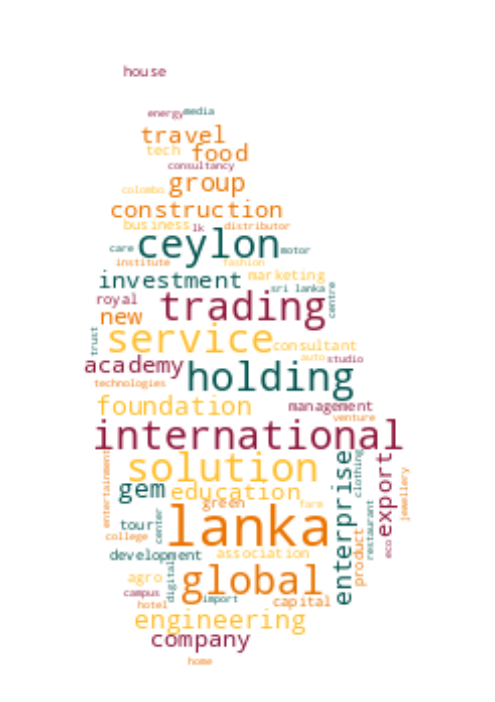 house
energy media
travel
tech food
consultancy
colombo group
construction
business lk distributor
care ceylon motor
institute fashion
investment marketing
sri lanka centre
royal trading
new
trust service consultant
auto studio
academy holding
technologies
foundation management
venture
international
solution
entertainment enterprise clothing export jewellery
gem education
green farm
tour center lanka restaurant
college product eco
development association
agro digital global
campus import
hotel capital
engineering
company
home